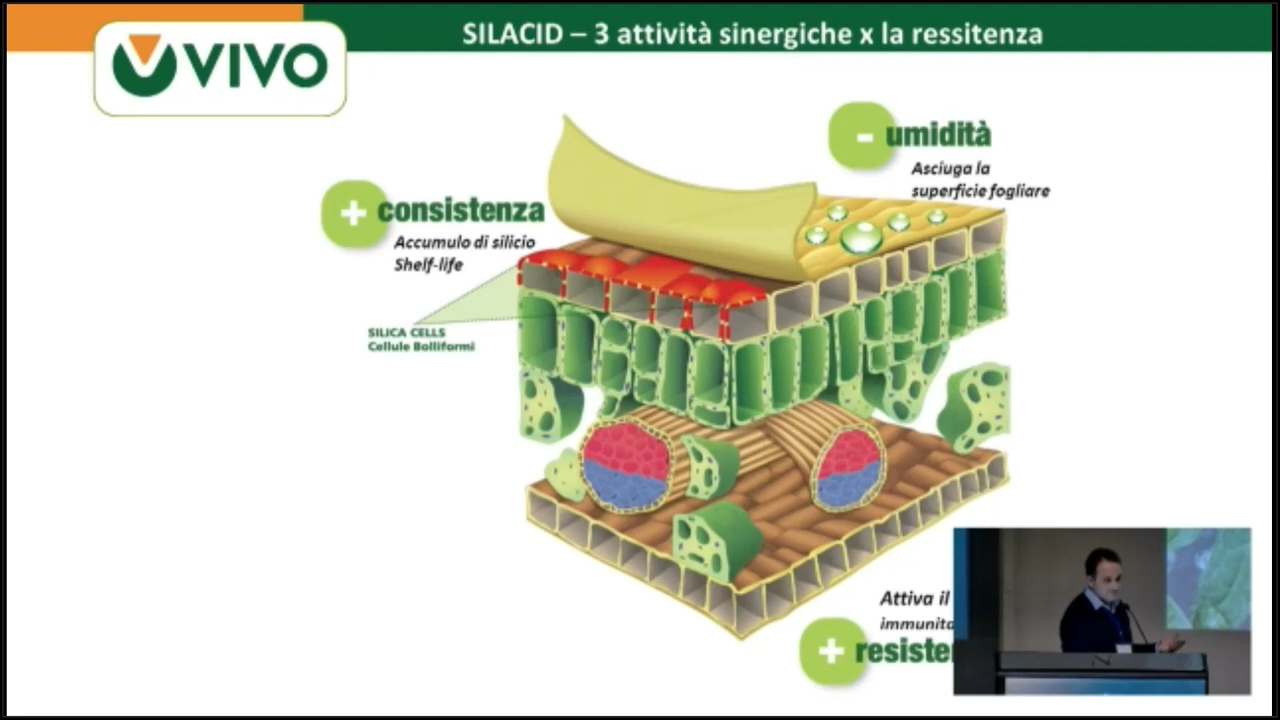 SILACID – 3 attività sinergiche x la ressitenza
VIVO
- umidità
Asciuga la
superficie fogliare
+ consistenza
Accumulo di silicio
Shelf-life
SILICA CELLS
Cellule Bolliformi
Attiva il
+
N